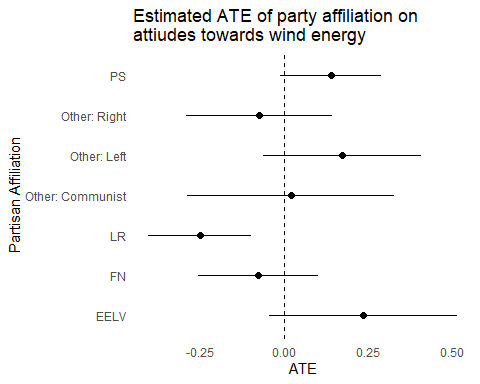 Estimated ATE of party affiliation on
attiudes towards wind energy
Partisan Affiliation
PS
Other: Right
Other: Left
Other: Communist
LR
FN
EELV
-0.25 0.00 0.25 0.50
ATE